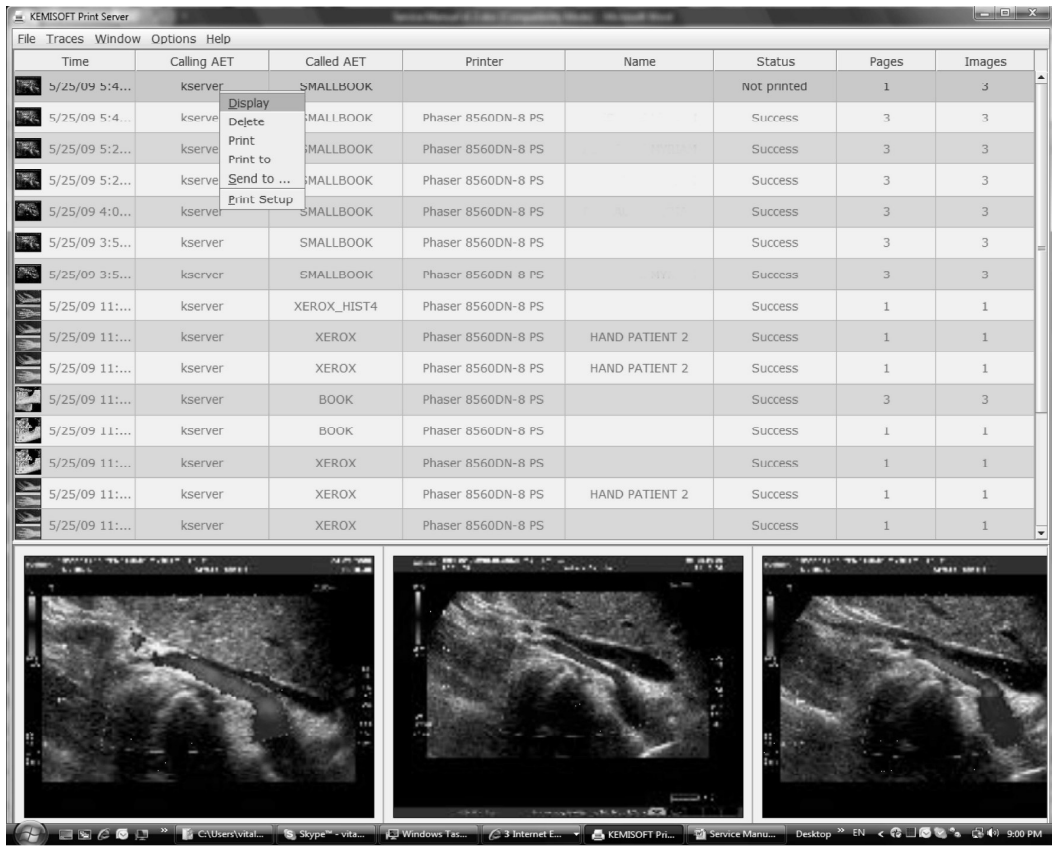 KEMISOFT Print Server
File Traces Window Options Help
Time Calling AET Called AET Printer Name Status Pages Images
5/25/09 5:4... kserver SMALLBOOK Not printed 1 3
5/25/09 5:4... kserve MALLBOOK Phaser 8560DN-8 PS Success 3 3
5/25/09 5:2... kserve MALLBOOK Phaser 8560DN-8 PS Success 3 3
5/25/09 5:2... kserve MALLBOOK Phaser 8560DN-8 PS Success 3 3
5/25/09 4:0... kserver SMALLBOOK Phaser 8560DN-8 PS Success 3 3
5/25/09 3:5... kserver SMALLBOOK Phaser 8560DN-8 PS Success 3 3
5/25/09 3:5... kserver SMALLBOOK Phaser 8560DN-8 PS Success 3 3
5/25/09 11:... kserver XEROX_HIST4 Phaser 8560DN-8 PS Success 1 1
5/25/09 11:... kserver XEROX Phaser 8560DN-8 PS HAND PATIENT 2 Success 1 1
5/25/09 11:... kserver XEROX Phaser 8560DN-8 PS HAND PATIENT 2 Success 1 1
5/25/09 11:... kserver BOOK Phaser 8560DN-8 PS Success 3 3
5/25/09 11:... kserver BOOK Phaser 8560DN-8 PS Success 1 1
5/25/09 11:... kserver XEROX Phaser 8560DN-8 PS Success 1 1
5/25/09 11:... kserver XEROX Phaser 8560DN-8 PS HAND PATIENT 2 Success 1 1
5/25/09 11:... kserver XEROX Phaser 8560DN-8 PS Success 1 1
Display
Delete
Print
Print to
Send to ...
Print Setup
C:\Users\vital... Skype™ - vita... Windows Tas... 3 Internet E... KEMISOFT Pri... Service Manu... Desktop » EN 9:00 PM